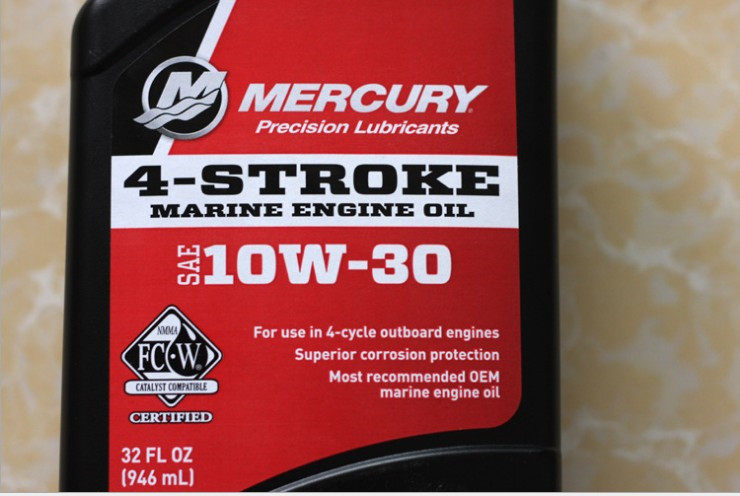 M
MERCURY
Precision Lubricants
4-STROKE
MARINE ENGINE OIL
SAE 10W-30
For use in 4-cycle outboard engines
Superior corrosion protection
Most recommended OEM
marine engine oil
NMMA
FC-W®
CATALYST COMPATIBLE
CERTIFIED
32 FL OZ
(946 mL)